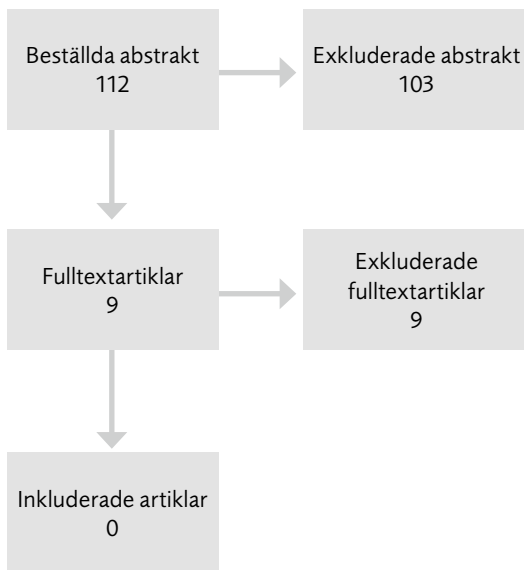 Beställda abstrakt
112
Exkluderade abstrakt
103
Fulltextartiklar
9
Exkluderade
fulltextartiklar
9
Inkluderade artiklar
0